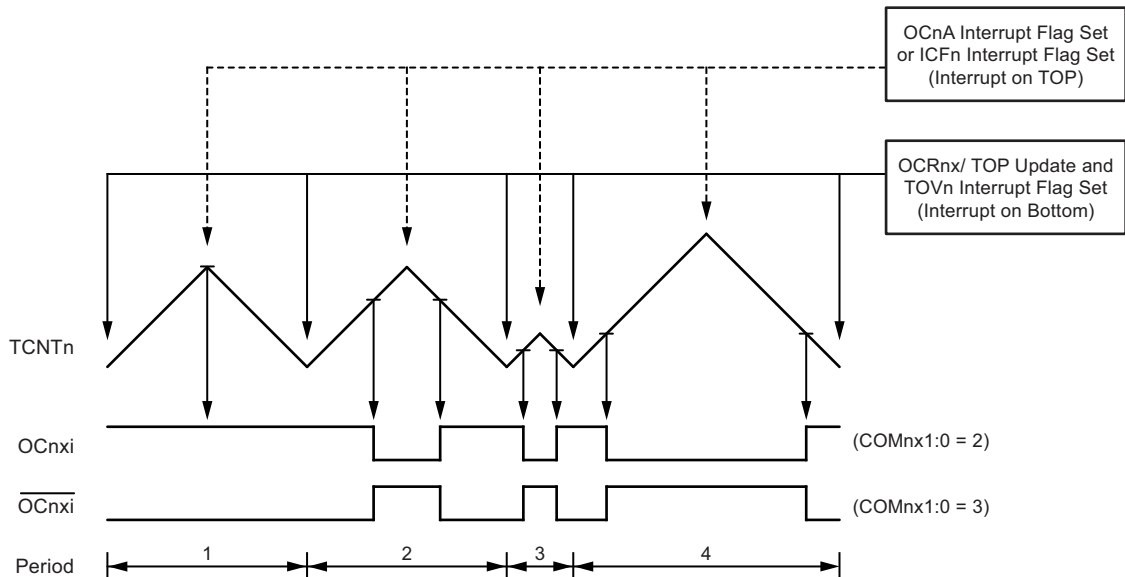 OCnA Interrupt Flag Set
or ICFn Interrupt Flag Set
(Interrupt on TOP)
OCRnx/ TOP Update and
TOVn Interrupt Flag Set
(Interrupt on Bottom)
TCNTn
OCnxi
(COMnx1:0 = 2)
OCnxi
(COMnx1:0 = 3)
Period
1
2
3
4